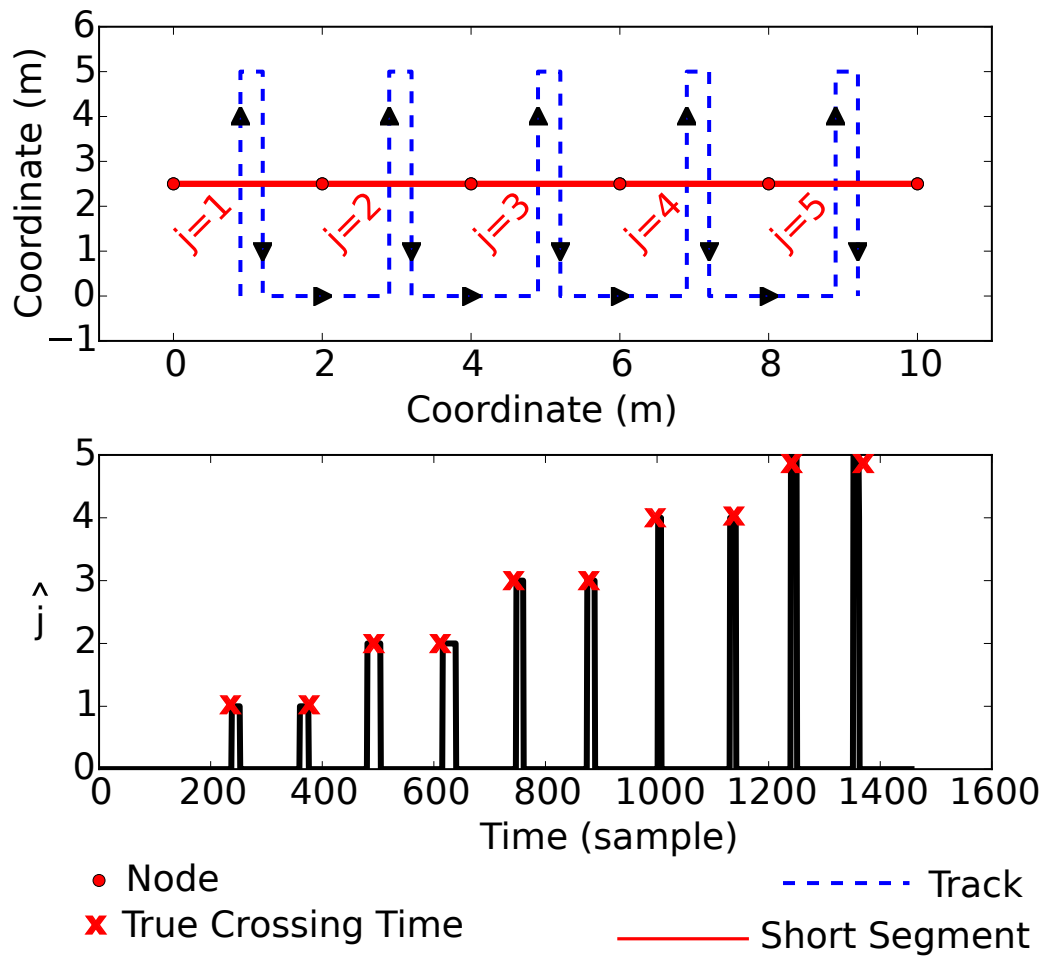 6
5
4
3
2
1
0
−1
Coordinate (m)
j=1
j=2
j=3
j=4
j=5
0 2 4 6 8 10
Coordinate (m)
5
4
3
2
1
0
j^
0 200 400 600 800 1000 1200 1400 1600
Time (sample)
Node
Track
True Crossing Time
Short Segment